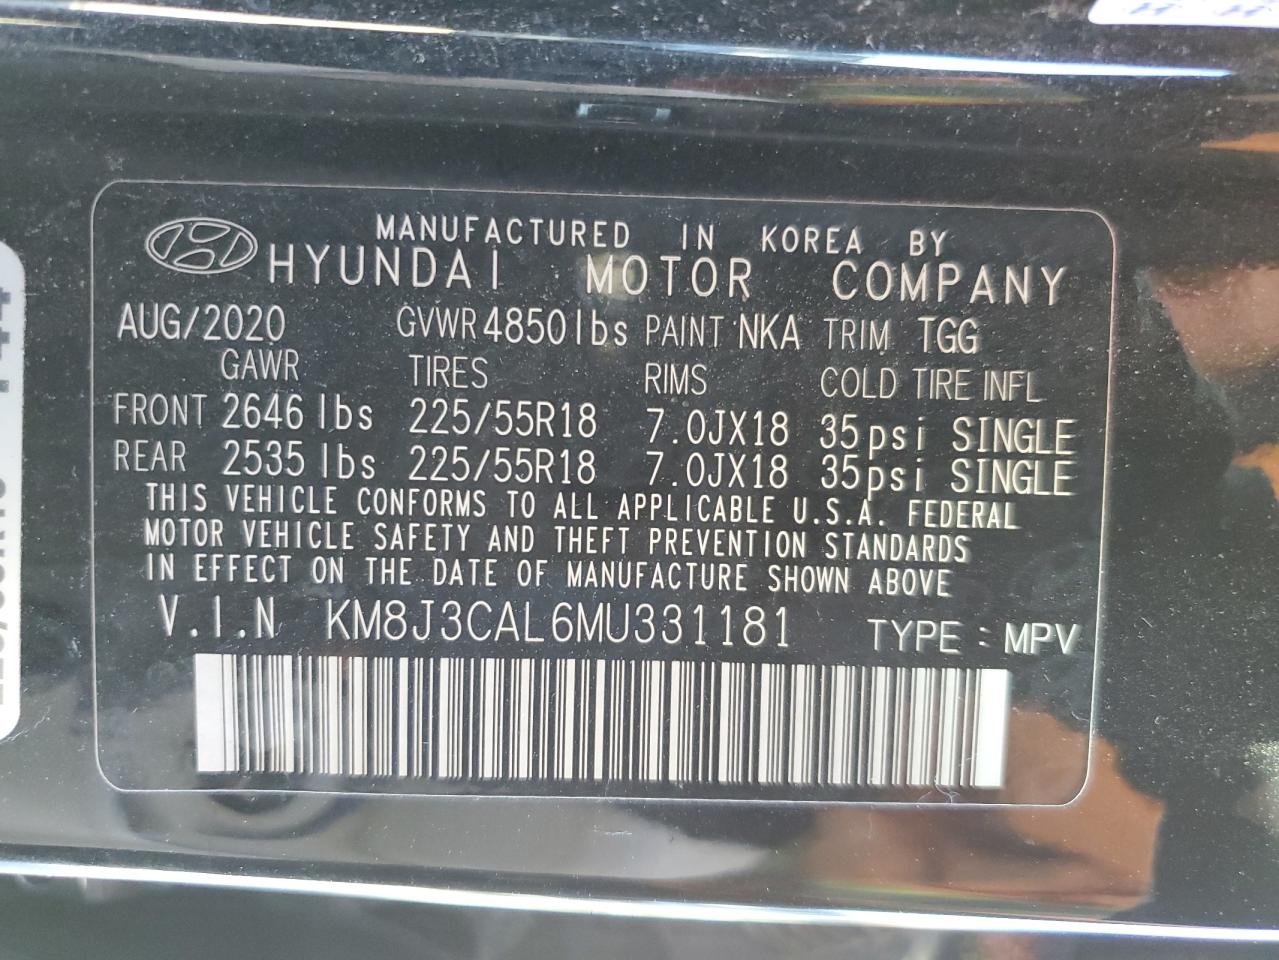 MANUFACTURED IN KOREA BY
HYUNDAI MOTOR COMPANY
AUG/2020 GVWR 4850lbs PAINT NKA TRIM TGG
GAWR TIRES RIMS COLD TIRE INFL
FRONT 2646 lbs 225/55R18 7.0JX18 35psi SINGLE
REAR 2535 lbs 225/55R18 7.0JX18 35psi SINGLE
THIS VEHICLE CONFORMS TO ALL APPLICABLE U.S.A. FEDERAL
MOTOR VEHICLE SAFETY AND THEFT PREVENTION STANDARDS
IN EFFECT ON THE DATE OF MANUFACTURE SHOWN ABOVE
V.I.N KM8J3CAL6MU331181 TYPE : MPV